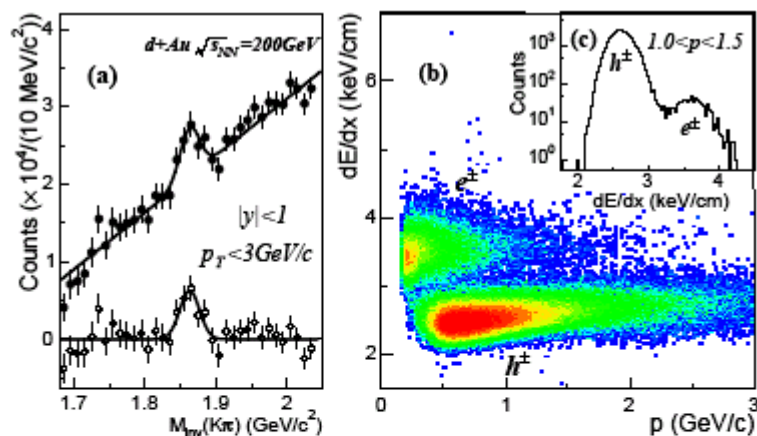 d+Au √s_NN=200GeV
(a)
Counts (× 10⁴/(10 MeV/c²)
4
3
2
1
0
|y|<1
p_T<3GeV/c
1.7 1.8 1.9 2
M_inv(Kπ) (GeV/c²)
(b)
dE/dx (keV/cm)
6
4
2
e±
h±
0 1 2 3
p (GeV/c)
(c)
1.0<p<1.5
Counts
10³
10²
10¹
10⁰
h±
e±
2 3 4
dE/dx (keV/cm)